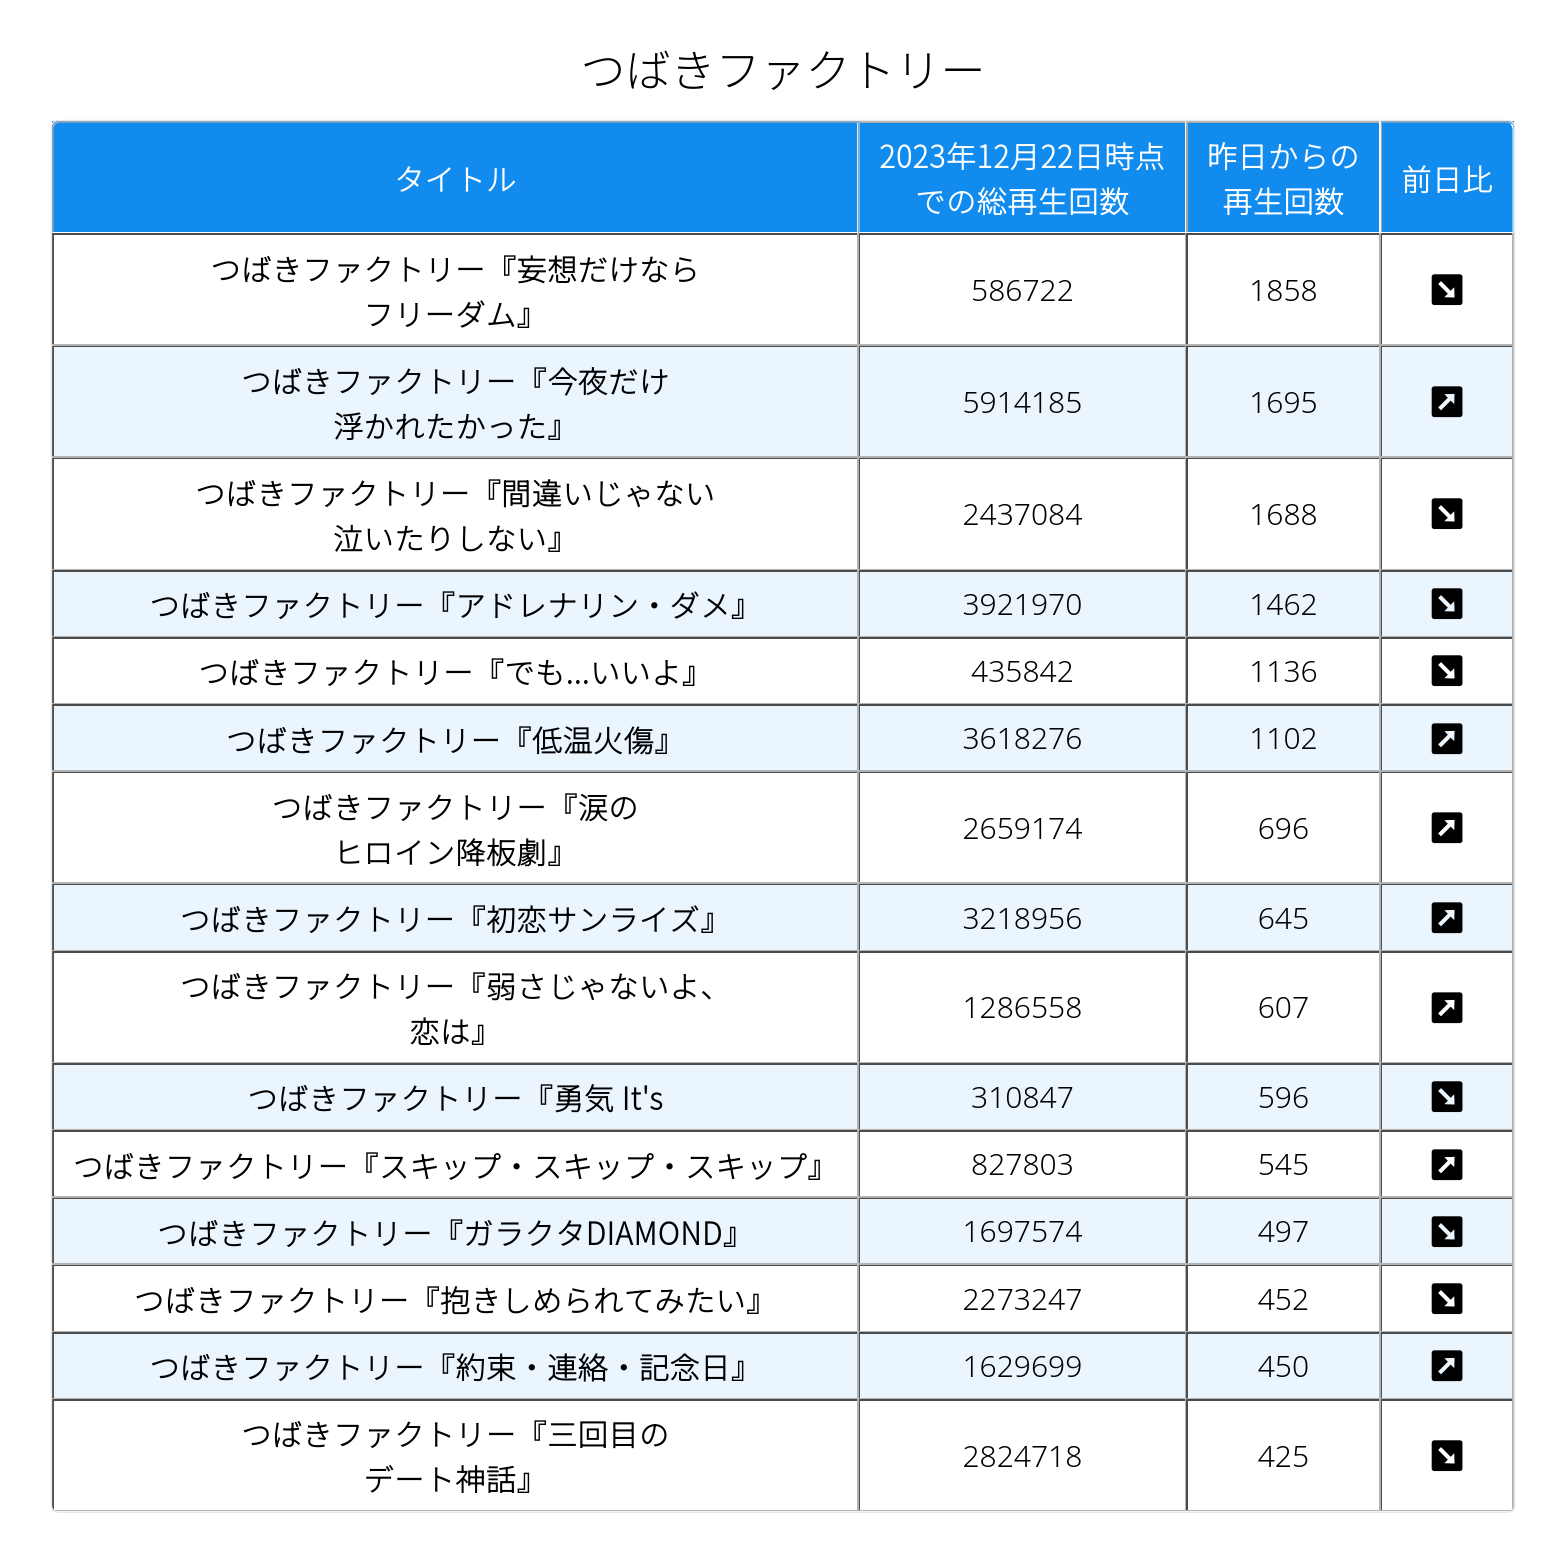 つばきファクトリー
タイトル
2023年12月22日時点
での総再生回数
昨日からの
再生回数
前日比
つばきファクトリー『妄想だけなら
フリーダム』
586722
1858
つばきファクトリー『今夜だけ
浮かれたかった』
5914185
1695
つばきファクトリー『間違いじゃない
泣いたりしない』
2437084
1688
つばきファクトリー『アドレナリン・ダメ』
3921970
1462
つばきファクトリー『でも...いいよ』
435842
1136
つばきファクトリー『低温火傷』
3618276
1102
つばきファクトリー『涙の
ヒロイン降板劇』
2659174
696
つばきファクトリー『初恋サンライズ』
3218956
645
つばきファクトリー『弱さじゃないよ、
恋は』
1286558
607
つばきファクトリー『勇気 It's
310847
596
つばきファクトリー『スキップ・スキップ・スキップ』
827803
545
つばきファクトリー『ガラクタDIAMOND』
1697574
497
つばきファクトリー『抱きしめられてみたい』
2273247
452
つばきファクトリー『約束・連絡・記念日』
1629699
450
つばきファクトリー『三回目の
デート神話』
2824718
425